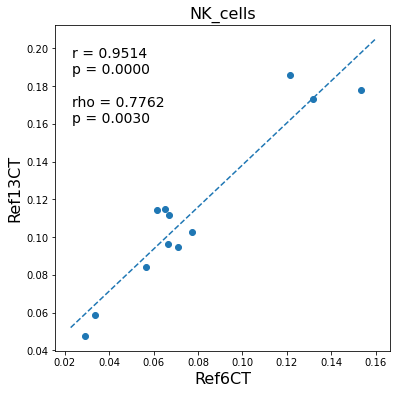 NK_cells
r = 0.9514
p = 0.0000
rho = 0.7762
p = 0.0030
Ref13CT
0.20
0.18
0.16
0.14
0.12
0.10
0.08
0.06
0.04
0.02 0.04 0.06 0.08 0.10 0.12 0.14 0.16
Ref6CT